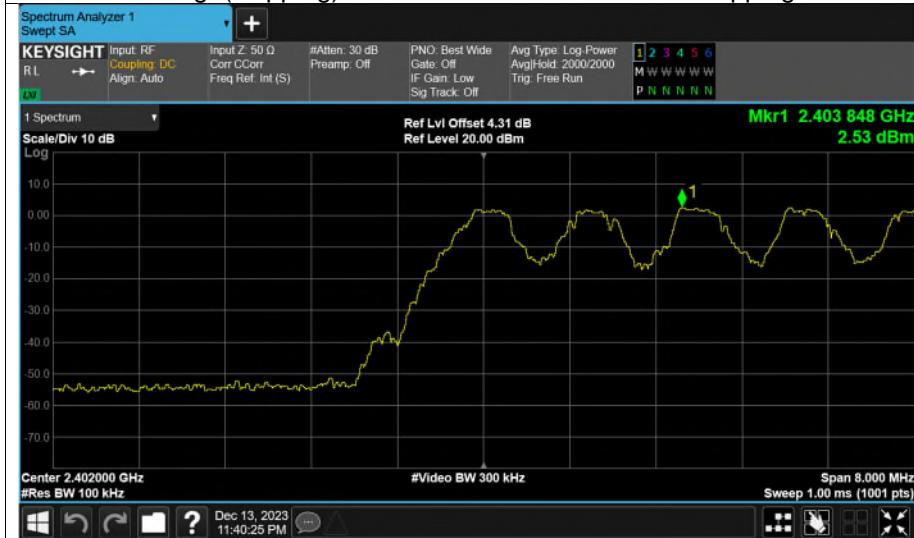 Spectrum Analyzer 1
Swept SA
+
KEYSIGHT Input: RF Input Z: 50 Ω #Atten: 30 dB PNO: Best Wide Avg Type: Log-Power 1 2 3 4 5 6
RL Coupling: DC Corr CCorr Preamp: Off Gate: Off Avg|Hold: 2000/2000 M W W W W W
Align: Auto Freq Ref: Int (S) IF Gain: Low Trig: Free Run
LXI Sig Track: Off P N N N N N
1 Spectrum Ref Lvl Offset 4.31 dB Mkr1 2.403 848 GHz
Scale/Div 10 dB Ref Level 20.00 dBm 2.53 dBm
Log
10.0
1
0.00
-10.0
-20.0
-30.0
-40.0
-50.0
-60.0
-70.0
Center 2.402000 GHz #Video BW 300 kHz Span 8.000 MHz
#Res BW 100 kHz Sweep 1.00 ms (1001 pts)
? Dec 13, 2023
11:40:25 PM